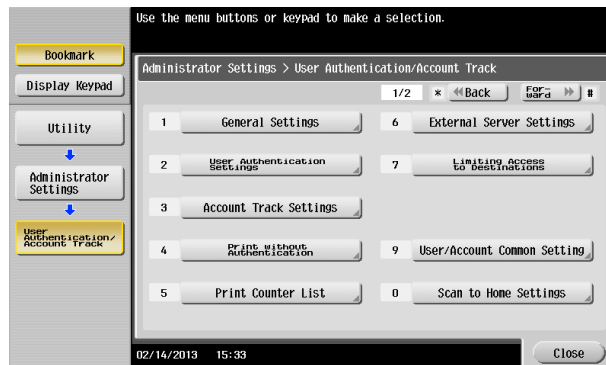 Use the menu buttons or keypad to make a selection.
Bookmark
Display Keypad
Utility
Administrator
Settings
User
Authentication/
Account Track
Administrator Settings > User Authentication/Account Track
1/2 * Back For-
ward #
1 General Settings
2 User Authentication
Settings
3 Account Track Settings
4 Print without
Authentication
5 Print Counter List
6 External Server Settings
7 Limiting Access
to Destinations
9 User/Account Common Setting
0 Scan to Home Settings
02/14/2013 15:33
Close